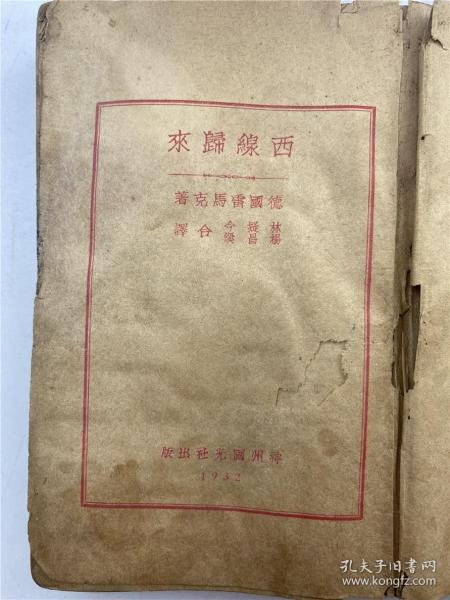 西線歸來
德國雷馬克著
林疑今
楊昌溪
合譯
神州國光社出版
1932
孔夫子旧书网
www.kongfz.com